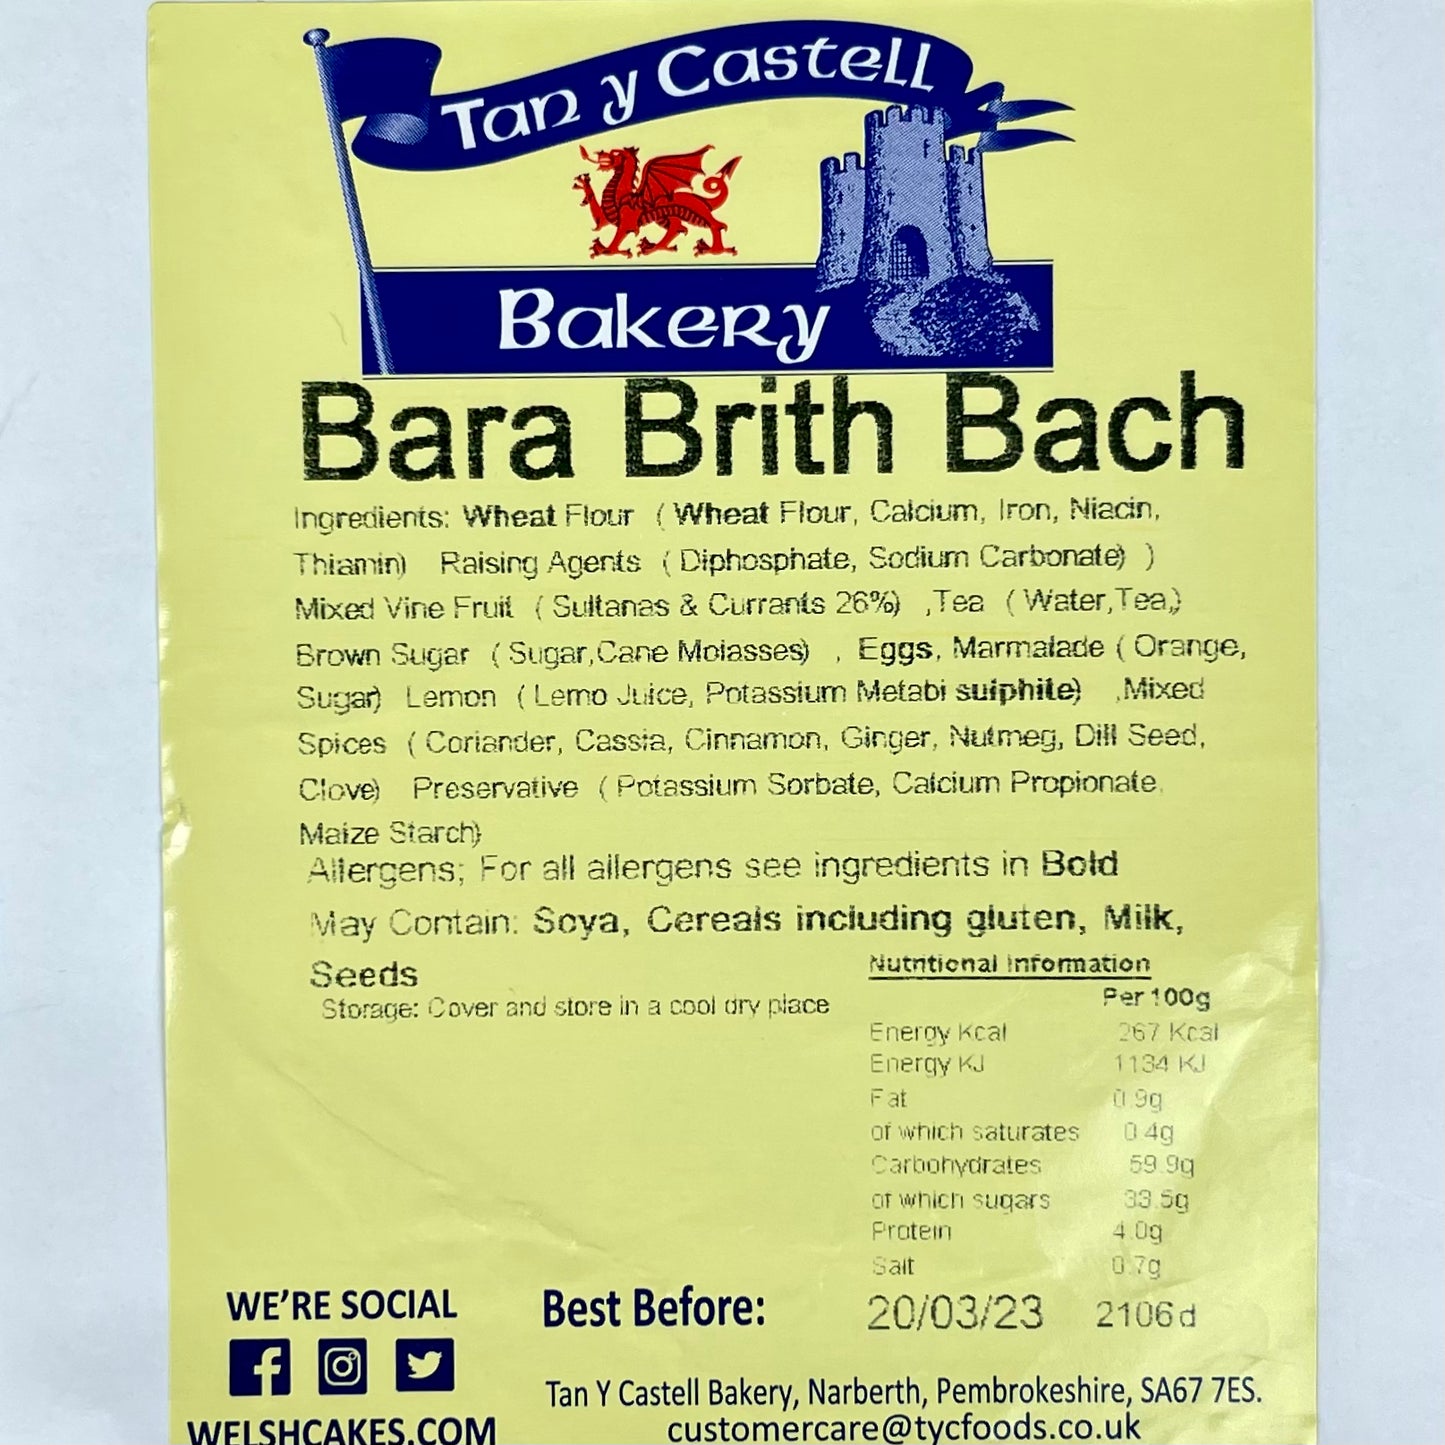 Tan y Castell
Bakery
Bara Brith Bach
Ingredients: Wheat Flour ( Wheat Flour, Calcium, Iron, Niacin,
Thiamin) Raising Agents ( Diphosphate, Sodium Carbonate) )
Mixed Vine Fruit ( Sultanas & Currants 26%) ,Tea ( Water,Tea,)
Brown Sugar ( Sugar,Cane Molasses) , Eggs, Marmalade ( Orange,
Sugar) Lemon ( Lemo Juice, Potassium Metabi sulphite) ,Mixed
Spices ( Coriander, Cassia, Cinnamon, Ginger, Nutmeg, Dill Seed,
Clove) Preservative ( Potassium Sorbate, Calcium Propionate,
Maize Starch)
Allergens; For all allergens see ingredients in Bold
May Contain: Soya, Cereals including gluten, Milk,
Seeds
Storage: Cover and store in a cool dry place
Nutritional Information
Per 100g
Energy Kcal 267 Kcal
Energy KJ 1134 KJ
Fat 0.9g
of which saturates 0.4g
Carbohydrates 59.9g
of which sugars 33.5g
Protein 4.0g
Salt 0.7g
WE'RE SOCIAL
WELSHCAKES.COM
Best Before: 20/03/23 2106d
Tan Y Castell Bakery, Narberth, Pembrokeshire, SA67 7ES.
customercare@tycfoods.co.uk